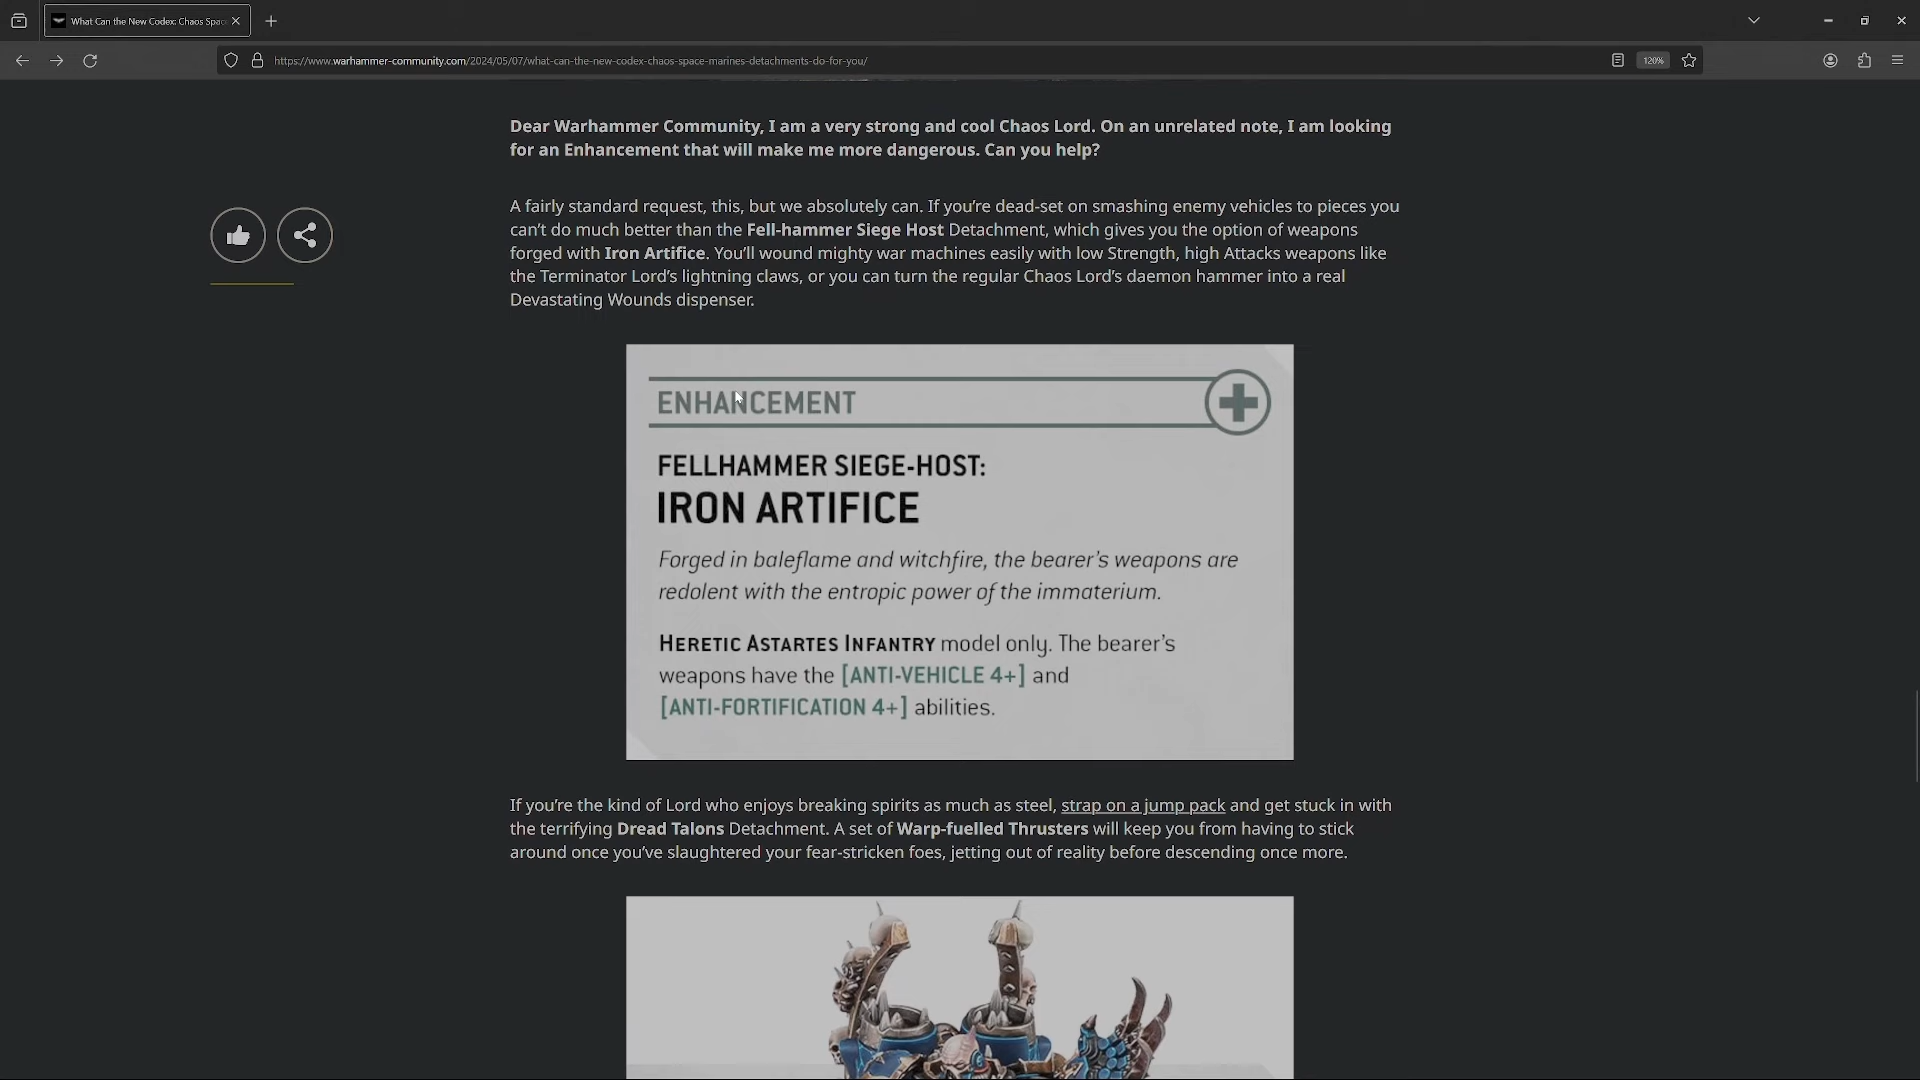 What Can the New Codex: Chaos Spac
https://www.warhammer-community.com/2024/05/07/what-can-the-new-codex-chaos-space-marines-detachments-do-for-you/
120%
Dear Warhammer Community, I am a very strong and cool Chaos Lord. On an unrelated note, I am looking
for an Enhancement that will make me more dangerous. Can you help?
A fairly standard request, this, but we absolutely can. If you’re dead-set on smashing enemy vehicles to pieces you
can’t do much better than the Fell-hammer Siege Host Detachment, which gives you the option of weapons
forged with Iron Artifice. You’ll wound mighty war machines easily with low Strength, high Attacks weapons like
the Terminator Lord’s lightning claws, or you can turn the regular Chaos Lord’s daemon hammer into a real
Devastating Wounds dispenser.
ENHANCEMENT
FELLHAMMER SIEGE-HOST:
IRON ARTIFICE
Forged in baleflame and witchfire, the bearer’s weapons are
redolent with the entropic power of the immaterium.
HERETIC ASTARTES INFANTRY model only. The bearer’s
weapons have the [ANTI-VEHICLE 4+] and
[ANTI-FORTIFICATION 4+] abilities.
If you’re the kind of Lord who enjoys breaking spirits as much as steel, strap on a jump pack and get stuck in with
the terrifying Dread Talons Detachment. A set of Warp-fuelled Thrusters will keep you from having to stick
around once you’ve slaughtered your fear-stricken foes, jetting out of reality before descending once more.